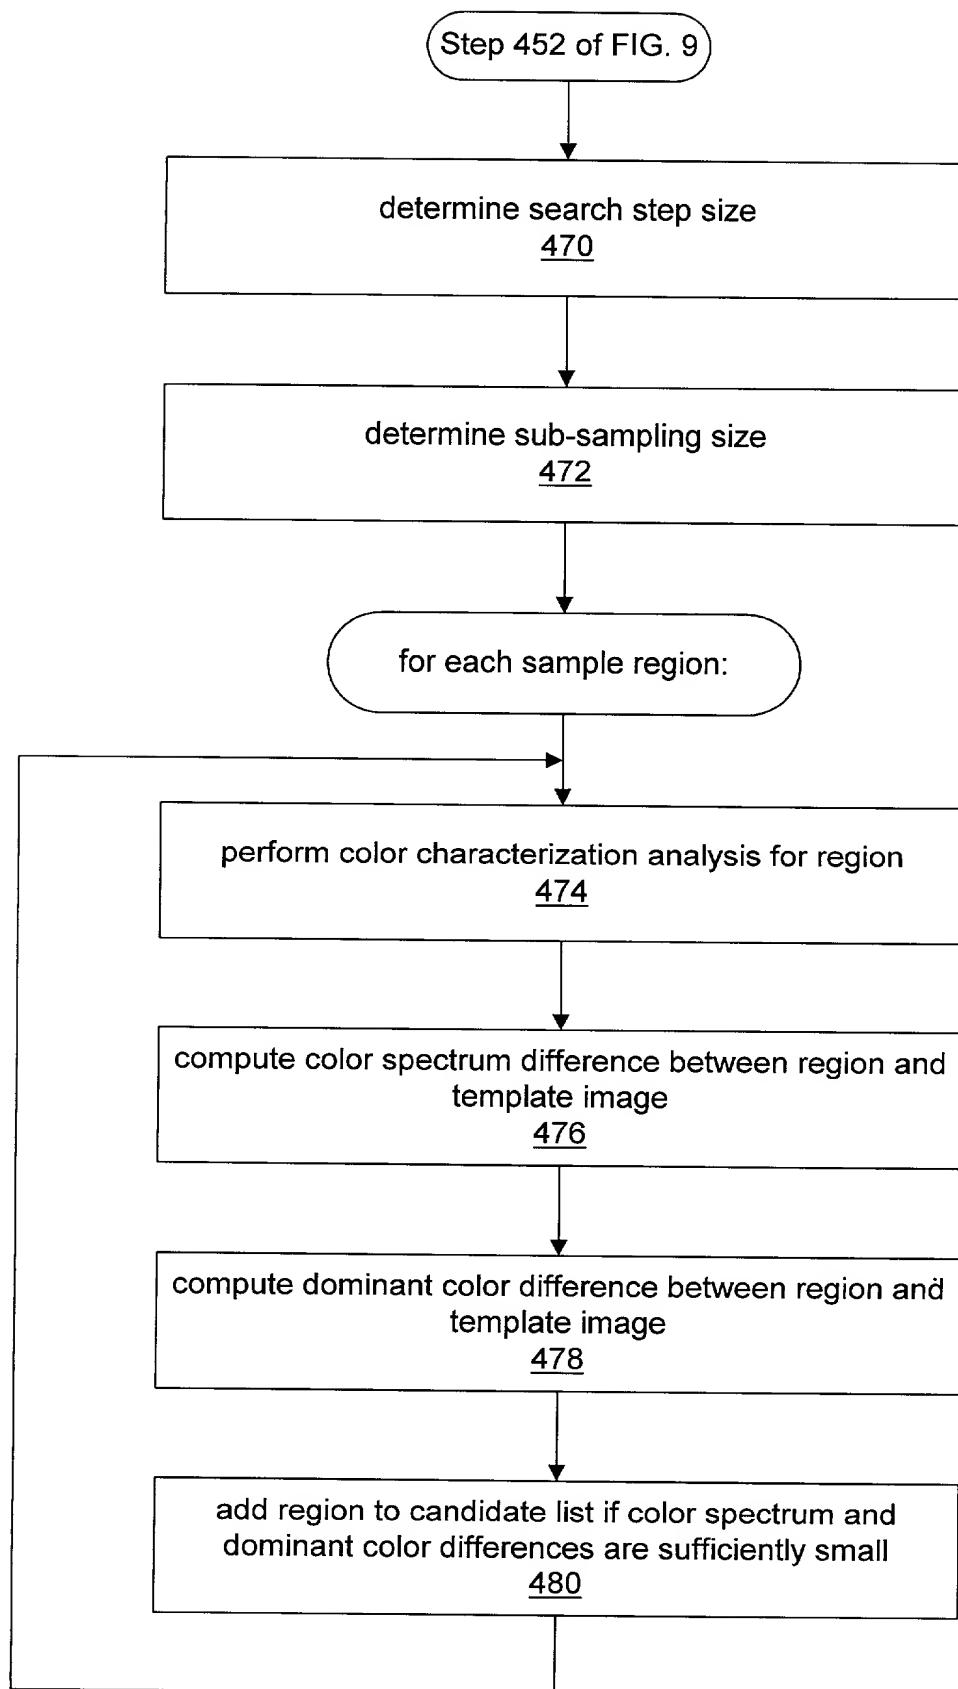 Step 452 of FIG. 9
determine search step size
470
determine sub-sampling size
472
for each sample region:
perform color characterization analysis for region
474
compute color spectrum difference between region and
template image
476
compute dominant color difference between region and
template image
478
add region to candidate list if color spectrum and
dominant color differences are sufficiently small
480